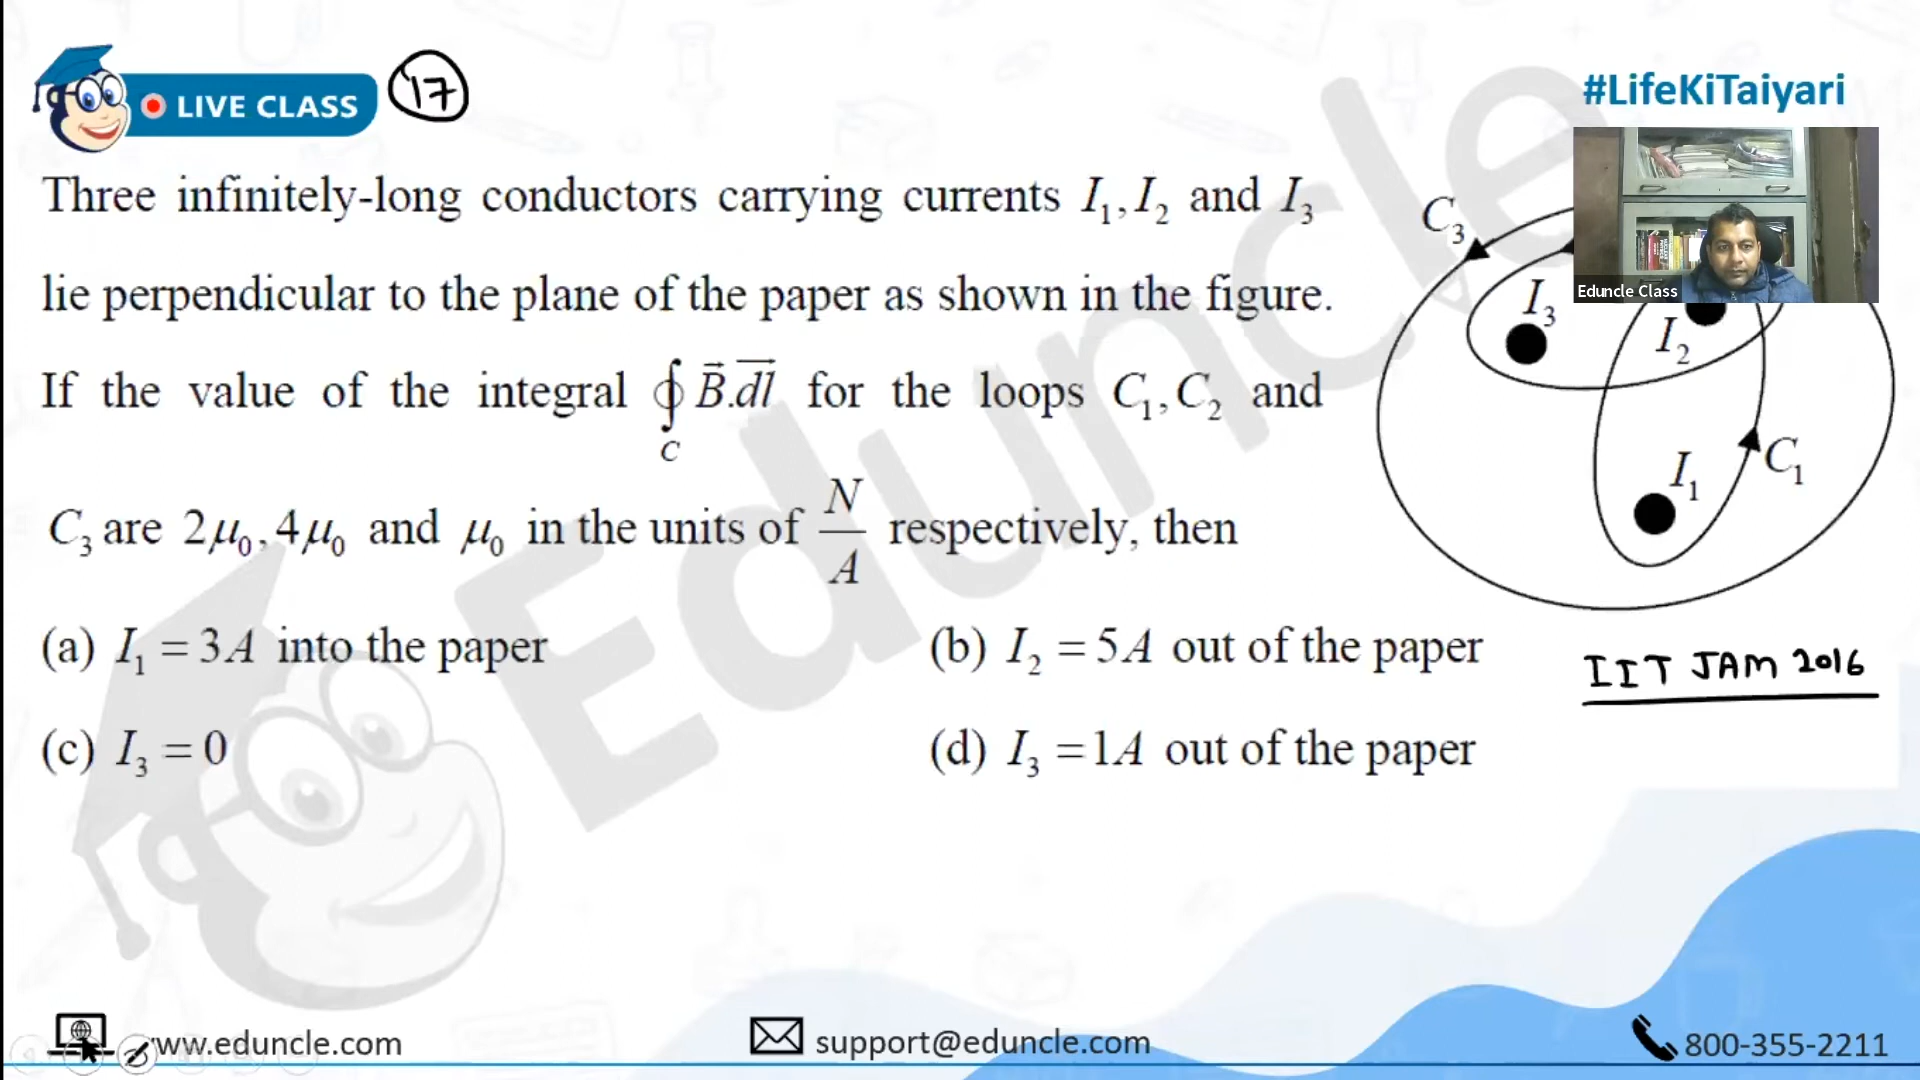 LIVE CLASS
17
#LifeKiTaiyari
Three infinitely-long conductors carrying currents I₁, I₂ and I₃
lie perpendicular to the plane of the paper as shown in the figure.
If the value of the integral ∮_C B⃗.dl⃗ for the loops C₁, C₂ and
C₃ are 2μ₀, 4μ₀ and μ₀ in the units of N/A respectively, then
(a) I₁ = 3A into the paper
(b) I₂ = 5A out of the paper
(c) I₃ = 0
(d) I₃ = 1A out of the paper
C₃
Eduncle Class
I₃
I₂
I₁
C₁
IIT JAM 2016
Eduncle
www.eduncle.com
support@eduncle.com
800-355-2211